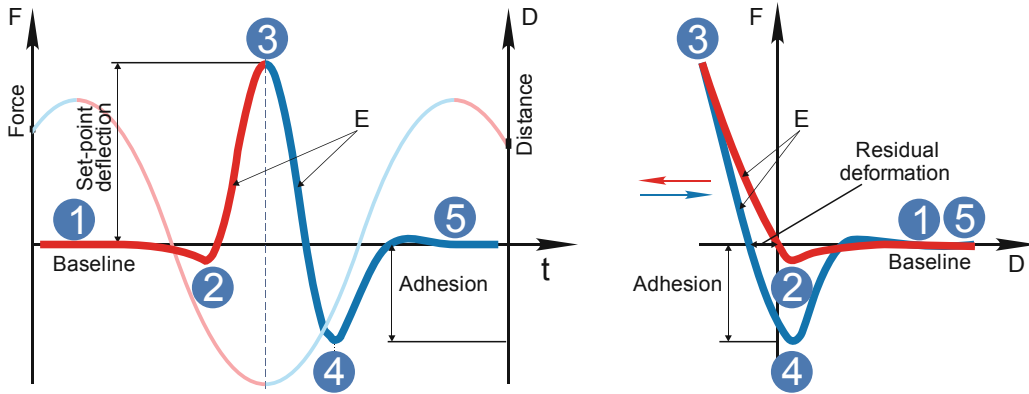 F
D
Force
Set-point
deflection
E
Distance
1
2
3
4
5
Baseline
Adhesion
t
F
3
E
Residual
deformation
1
5
Baseline
D
2
Adhesion
4